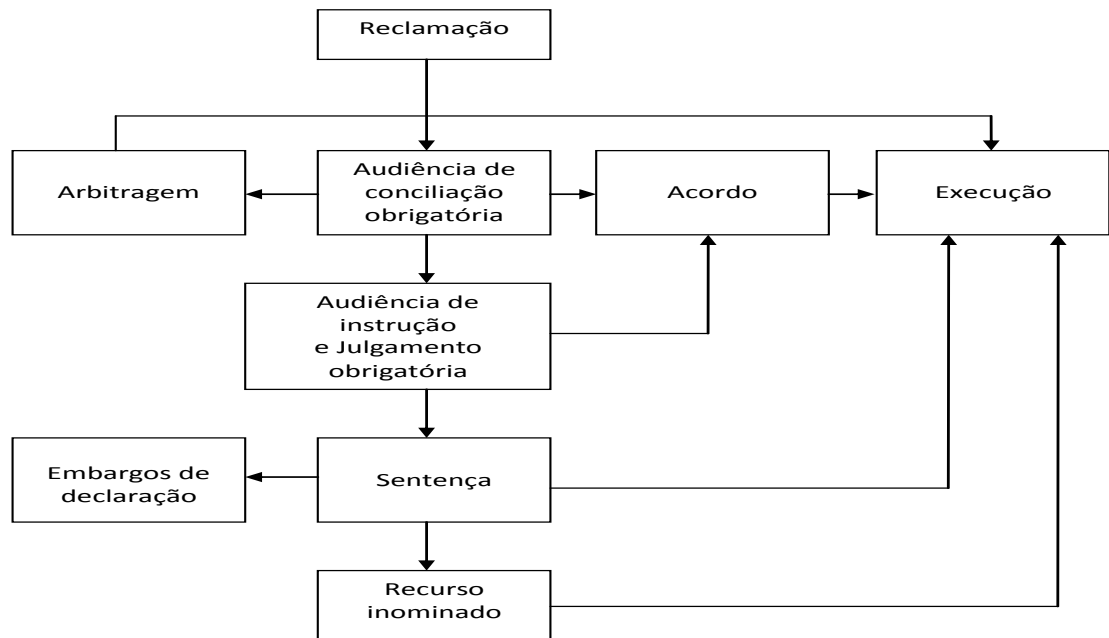 Reclamação
Arbitragem
Audiência de
conciliação
obrigatória
Acordo
Execução
Audiência de
instrução
e Julgamento
obrigatória
Embargos de
declaração
Sentença
Recurso
inominado